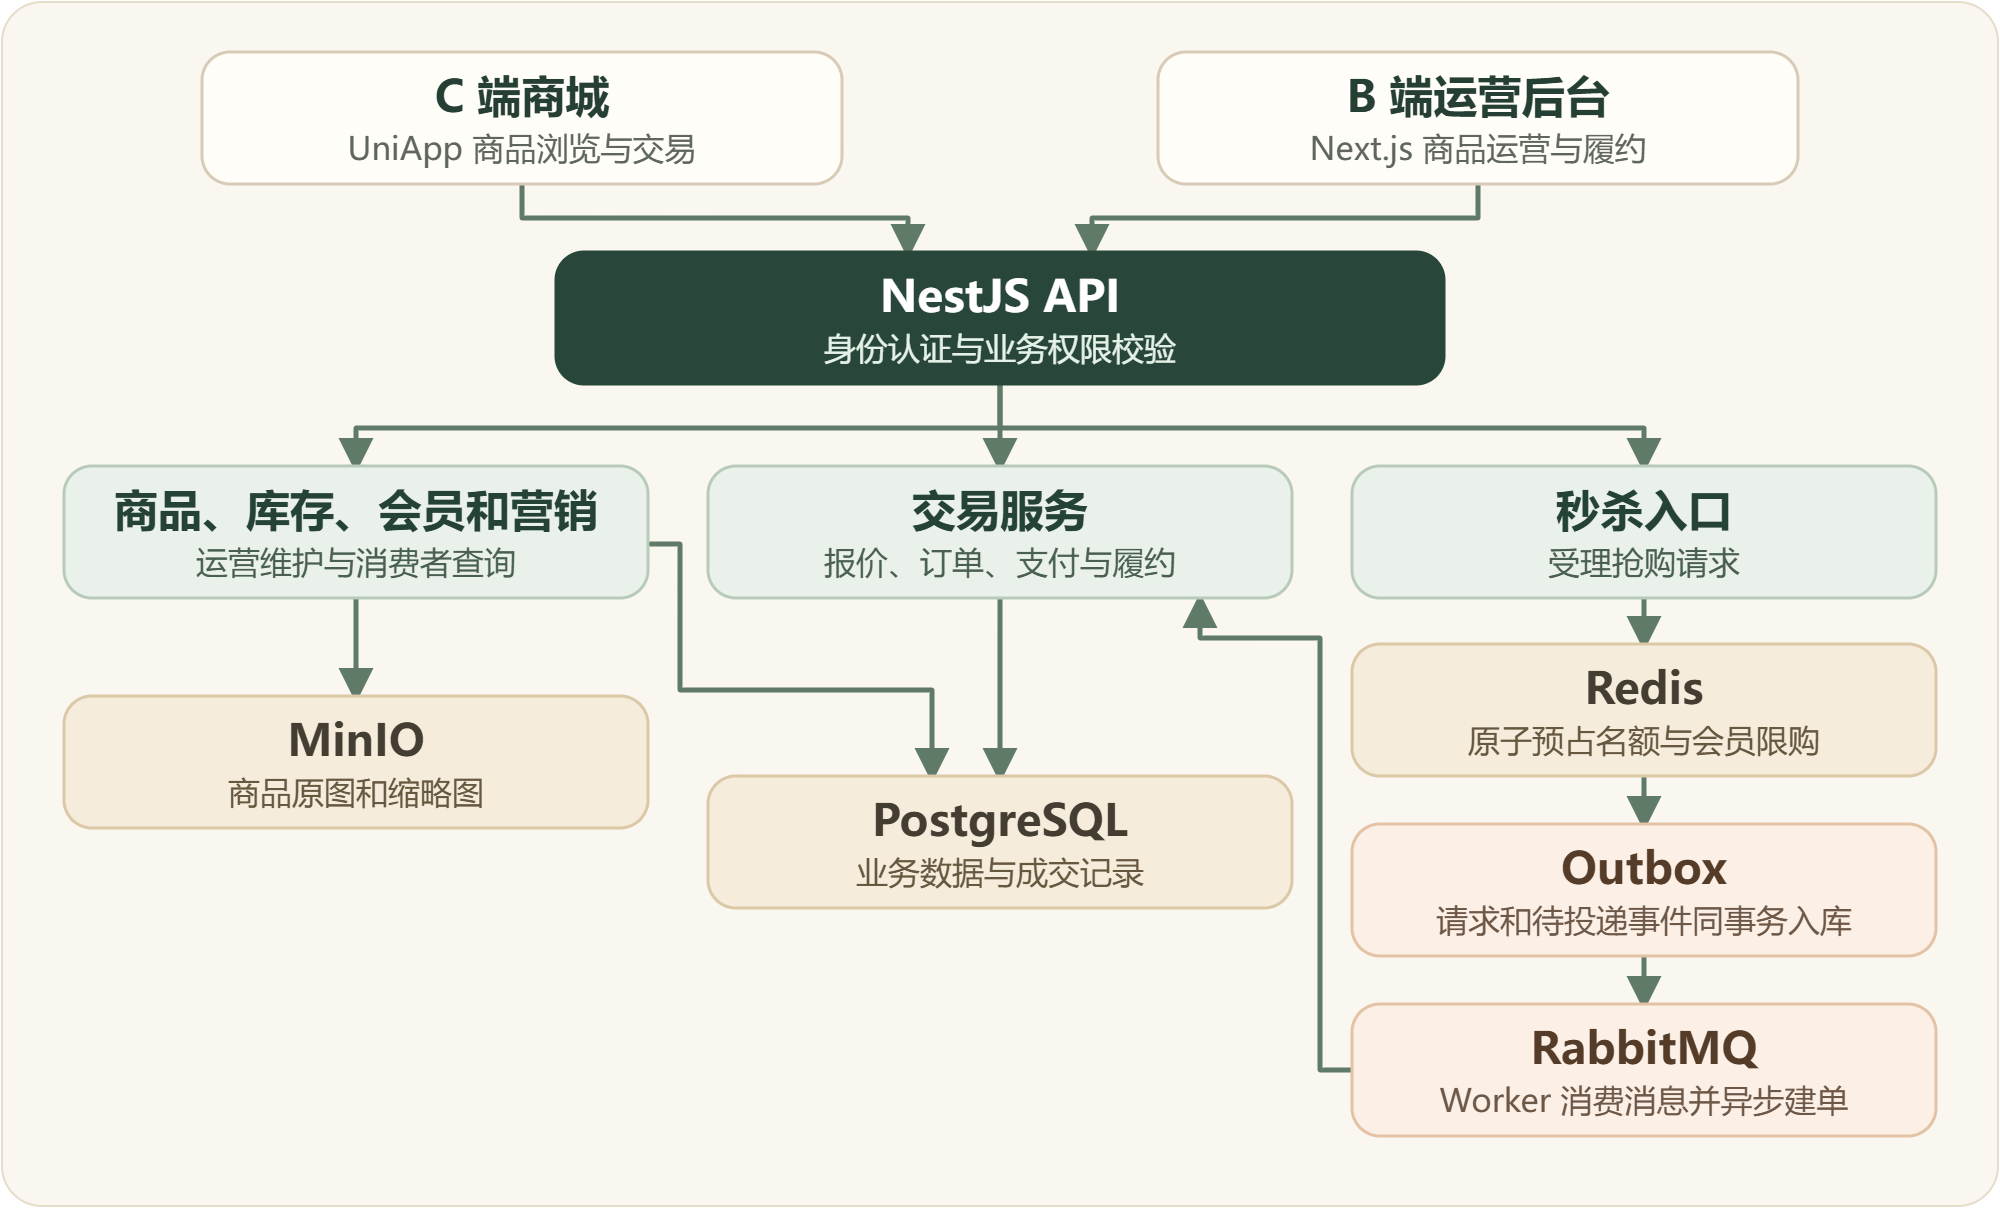 C 端商城
UniApp 商品浏览与交易
B 端运营后台
Next.js 商品运营与履约
NestJS API
身份认证与业务权限校验
商品、库存、会员和营销
运营维护与消费者查询
交易服务
报价、订单、支付与履约
秒杀入口
受理抢购请求
MinIO
商品原图和缩略图
PostgreSQL
业务数据与成交记录
Redis
原子预占名额与会员限购
Outbox
请求和待投递事件同事务入库
RabbitMQ
Worker 消费消息并异步建单